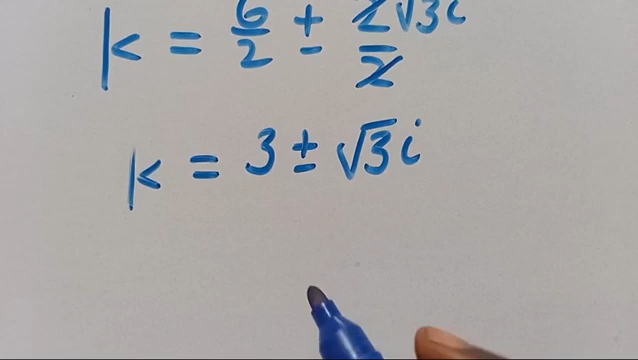 k = 6/2 ± 2√3i/2
k = 3 ± √3i